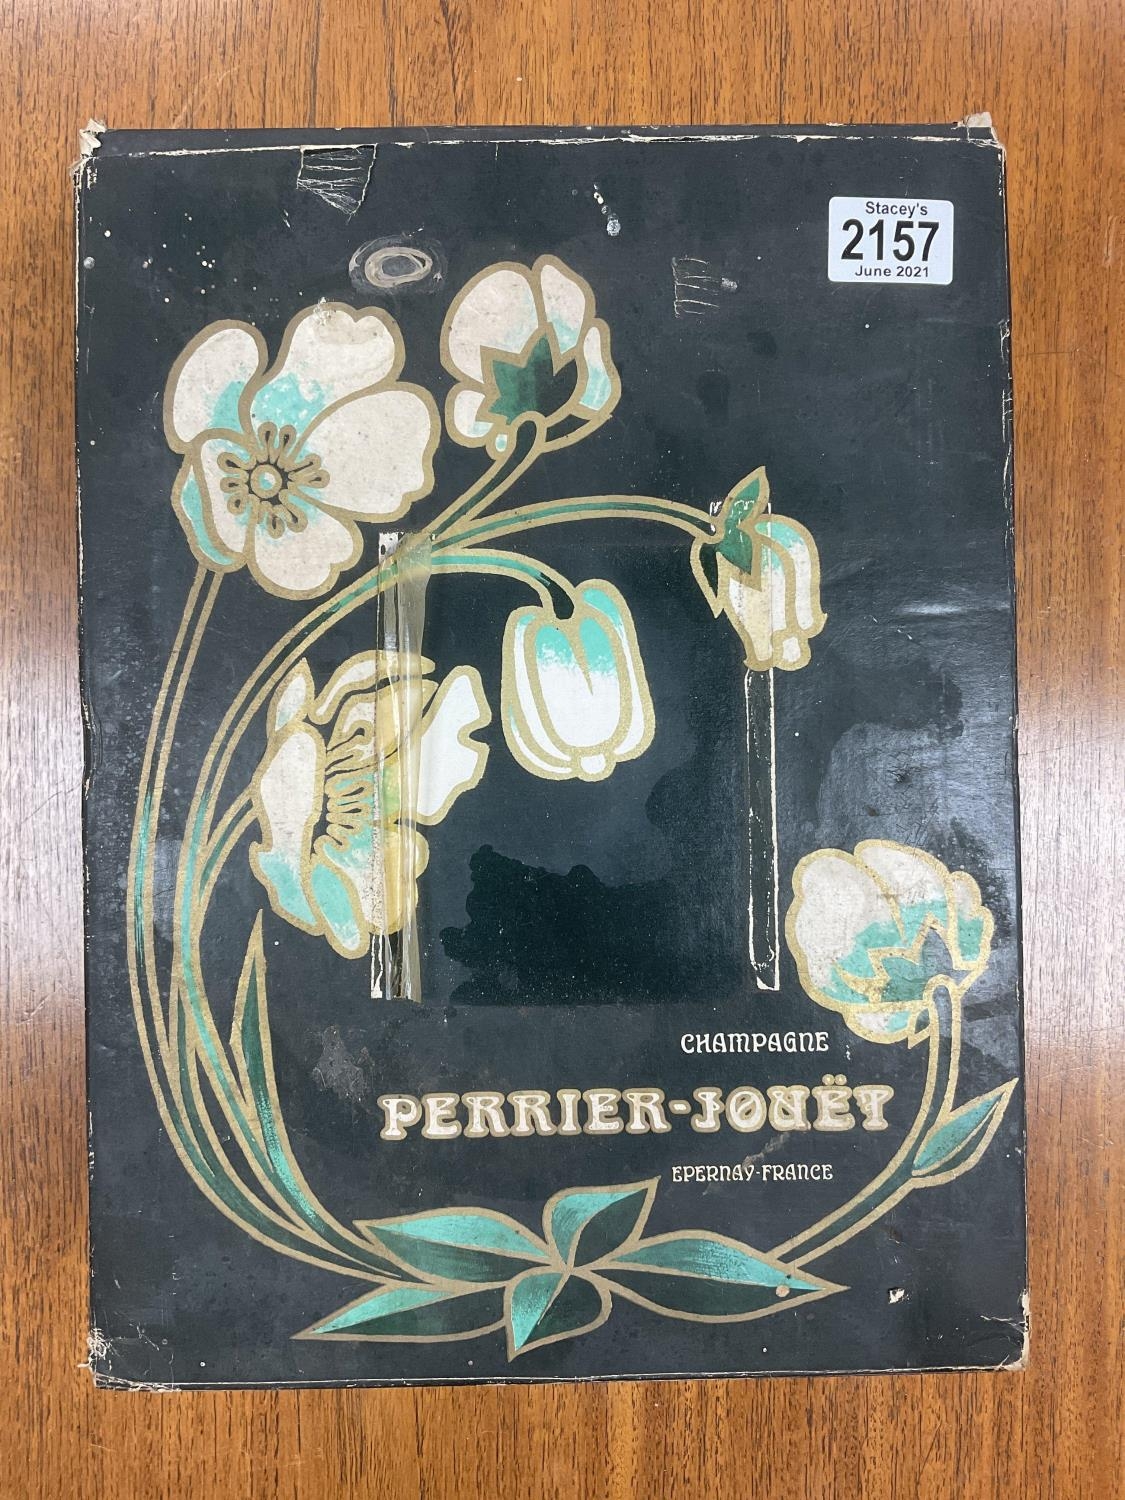 Stacey's
2157
June 2021
CHAMPAGNE
PERRIER-JOUËT
EPERNAY-FRANCE